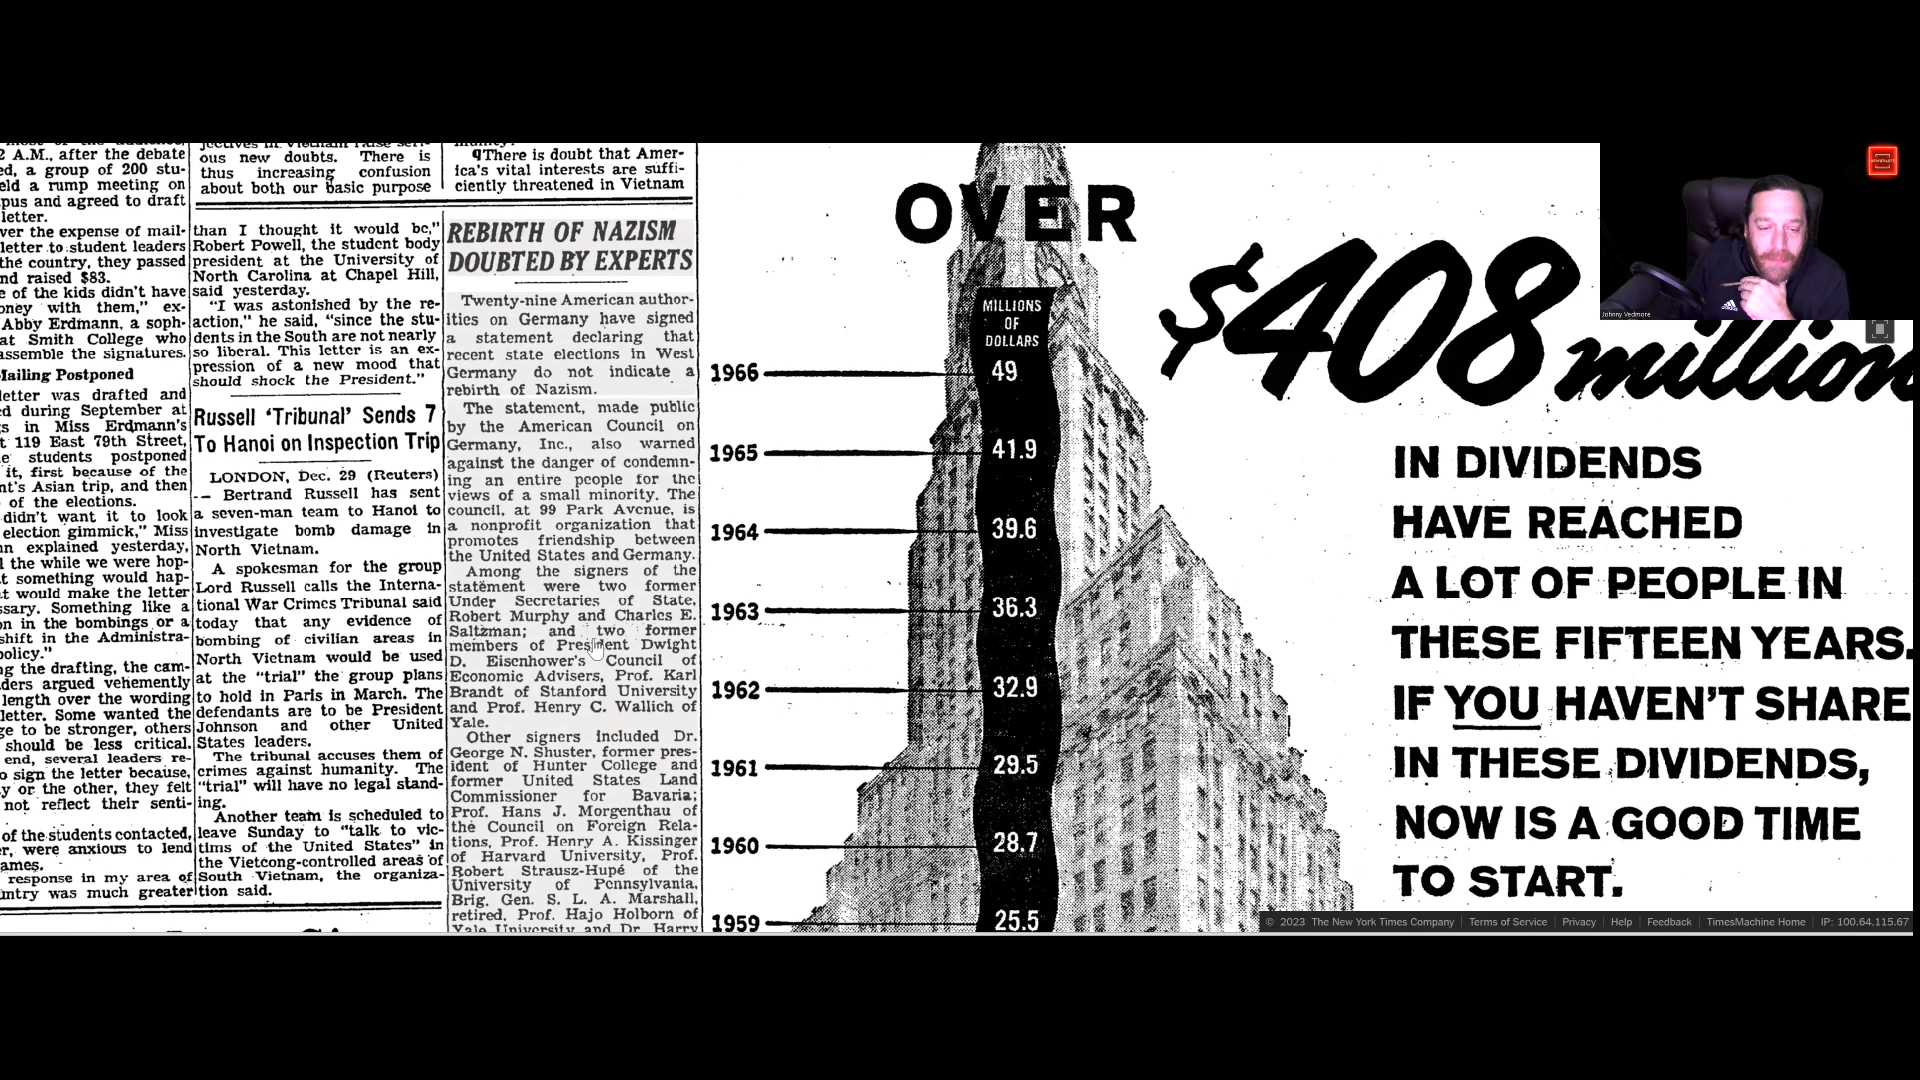 2 A.M., after the debate
ed, a group of 200 stu-
eld a rump meeting on
pus and agreed to draft
letter.
ver the expense of mail-
letter to student leaders
the country, they passed
nd raised $83.
e of the kids didn't have
oney with them," ex-
Abby Erdmann, a soph-
at Smith College who
assemble the signatures.
Mailing Postponed
letter was drafted and
ed during September at
gs in Miss Erdmann's
t 119 East 79th Street,
e students postponed
it, first because of the
nt's Asian trip, and then
of the elections.
didn't want it to look
election gimmick," Miss
nn explained yesterday,
l the while we were hop-
t something would hap-
t would make the letter
ssary. Something like a
on in the bombings or a
shift in the Administra-
policy."
ng the drafting, the cam-
ders argued vehemently
length over the wording
letter. Some wanted the
ge to be stronger, others
should be less critical.
end, several leaders re-
o sign the letter because,
y or the other, they felt
not reflect their senti-
of the students contacted,
er, were anxious to lend
ames.
response in my area of
untry was much greater
jectives in Vietnam raise seri-
ous new doubts. There is
thus increasing confusion
about both our basic purpose
¶There is doubt that Amer-
ica's vital interests are suffi-
ciently threatened in Vietnam
than I thought it would be,"
Robert Powell, the student body
president at the University of
North Carolina at Chapel Hill,
said yesterday.
"I was astonished by the re-
action," he said, "since the stu-
dents in the South are not nearly
so liberal. This letter is an ex-
pression of a new mood that
should shock the President."
Russell 'Tribunal' Sends 7
To Hanoi on Inspection Trip
LONDON, Dec. 29 (Reuters)
-- Bertrand Russell has sent
a seven-man team to Hanoi to
investigate bomb damage in
North Vietnam.
A spokesman for the group
Lord Russell calls the Interna-
tional War Crimes Tribunal said
today that any evidence of
bombing of civilian areas in
North Vietnam would be used
at the "trial" the group plans
to hold in Paris in March. The
defendants are to be President
Johnson and other United
States leaders.
The tribunal accuses them of
crimes against humanity. The
"trial" will have no legal stand-
ing.
Another team is scheduled to
leave Sunday to "talk to vic-
tims of the United States" in
the Vietcong-controlled areas of
South Vietnam, the organiza-
tion said.
REBIRTH OF NAZISM
DOUBTED BY EXPERTS
Twenty-nine American author-
ities on Germany have signed
a statement declaring that
recent state elections in West
Germany do not indicate a
rebirth of Nazism.
The statement, made public
by the American Council on
Germany, Inc., also warned
against the danger of condemn-
ing an entire people for the
views of a small minority. The
council, at 99 Park Avenue, is
a nonprofit organization that
promotes friendship between
the United States and Germany.
Among the signers of the
statement were two former
Under Secretaries of State,
Robert Murphy and Charles E.
Saltzman; and two former
members of President Dwight
D. Eisenhower's Council of
Economic Advisers, Prof. Karl
Brandt of Stanford University
and Prof. Henry C. Wallich of
Yale.
Other signers included Dr.
George N. Shuster, former pres-
ident of Hunter College and
former United States Land
Commissioner for Bavaria;
Prof. Hans J. Morgenthau of
the Council on Foreign Rela-
tions, Prof. Henry A. Kissinger
of Harvard University, Prof.
Robert Strausz-Hupé of the
University of Pennsylvania,
Brig. Gen. S. L. A. Marshall,
retired, Prof. Hajo Holborn of
Yale University and Dr. Harry
OVER
$408 million
MILLIONS
OF
DOLLARS
1966 49
1965 41.9
1964 39.6
1963 36.3
1962 32.9
1961 29.5
1960 28.7
1959 25.5
IN DIVIDENDS
HAVE REACHED
A LOT OF PEOPLE IN
THESE FIFTEEN YEARS.
IF YOU HAVEN'T SHARE
IN THESE DIVIDENDS,
NOW IS A GOOD TIME
TO START.
Johnny Vedmore
© 2023 The New York Times Company | Terms of Service | Privacy | Help | Feedback | TimesMachine Home | IP: 100.64.115.67